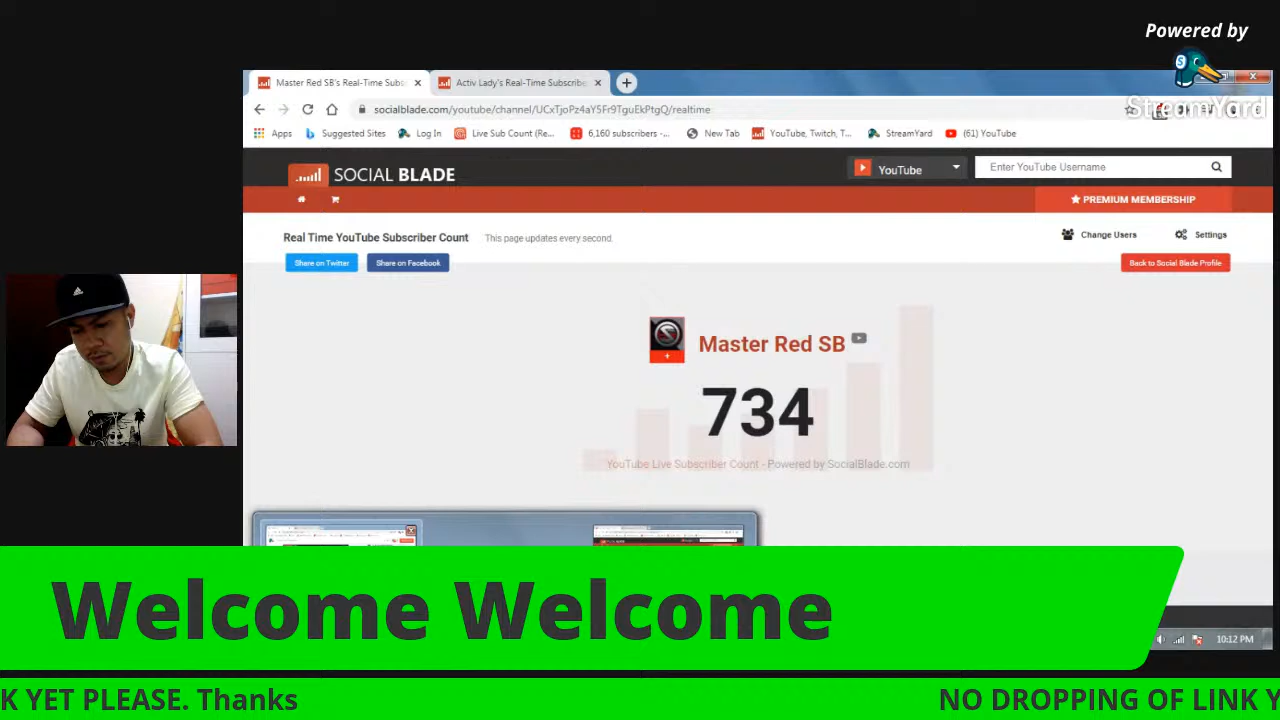 Powered by
StreamYard
Master Red SB's Real-Time Subs
Activ Lady's Real-Time Subscribe
socialblade.com/youtube/channel/UCxTjoPz4aY5Fr9TguEkPtgQ/realtime
Apps Suggested Sites Log In Live Sub Count (Re... 6,160 subscribers -... New Tab YouTube, Twitch, T... StreamYard (61) YouTube
SOCIAL BLADE YouTube Enter YouTube Username
PREMIUM MEMBERSHIP
Real Time YouTube Subscriber Count This page updates every second. Change Users Settings
Share on Twitter Share on Facebook Back to Social Blade Profile
Master Red SB
734
YouTube Live Subscriber Count - Powered by SocialBlade.com
Welcome Welcome
10:12 PM
K YET PLEASE. Thanks NO DROPPING OF LINK Y